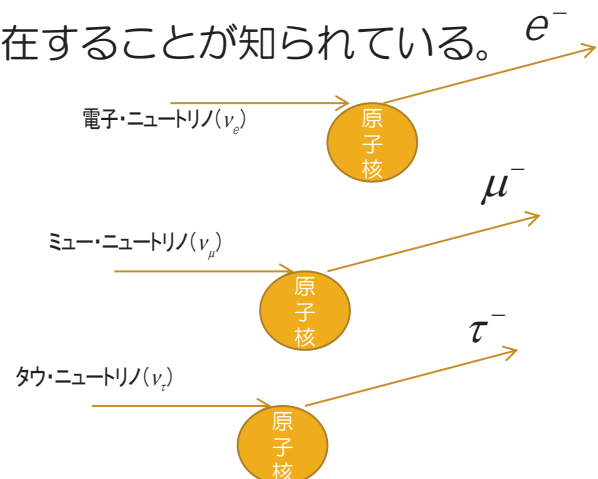 在することが知られている。
e⁻
電子・ニュートリノ(νₑ)
原
子
核
μ⁻
ミュー・ニュートリノ(ν_μ)
原
子
核
τ⁻
タウ・ニュートリノ(ν_τ)
原
子
核